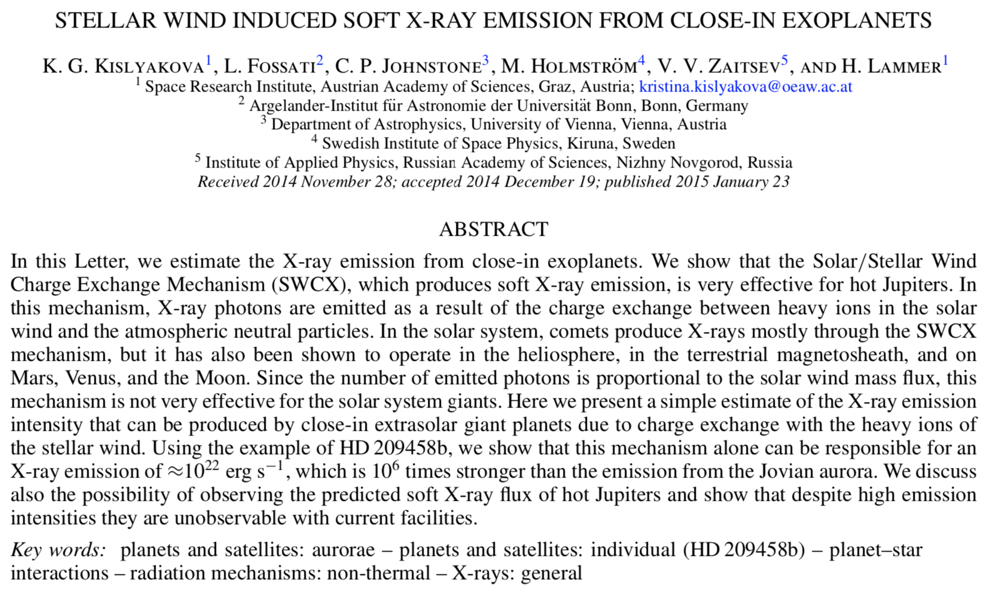 STELLAR WIND INDUCED SOFT X-RAY EMISSION FROM CLOSE-IN EXOPLANETS
K. G. Kislyakova1, L. Fossati2, C. P. Johnstone3, M. Holmström4, V. V. Zaitsev5, and H. Lammer1
1 Space Research Institute, Austrian Academy of Sciences, Graz, Austria; kristina.kislyakova@oeaw.ac.at
2 Argelander-Institut für Astronomie der Universität Bonn, Bonn, Germany
3 Department of Astrophysics, University of Vienna, Vienna, Austria
4 Swedish Institute of Space Physics, Kiruna, Sweden
5 Institute of Applied Physics, Russian Academy of Sciences, Nizhny Novgorod, Russia
Received 2014 November 28; accepted 2014 December 19; published 2015 January 23
ABSTRACT
In this Letter, we estimate the X-ray emission from close-in exoplanets. We show that the Solar/Stellar Wind
Charge Exchange Mechanism (SWCX), which produces soft X-ray emission, is very effective for hot Jupiters. In
this mechanism, X-ray photons are emitted as a result of the charge exchange between heavy ions in the solar
wind and the atmospheric neutral particles. In the solar system, comets produce X-rays mostly through the SWCX
mechanism, but it has also been shown to operate in the heliosphere, in the terrestrial magnetosheath, and on
Mars, Venus, and the Moon. Since the number of emitted photons is proportional to the solar wind mass flux, this
mechanism is not very effective for the solar system giants. Here we present a simple estimate of the X-ray emission
intensity that can be produced by close-in extrasolar giant planets due to charge exchange with the heavy ions of
the stellar wind. Using the example of HD 209458b, we show that this mechanism alone can be responsible for an
X-ray emission of ≈10^22 erg s^−1, which is 10^6 times stronger than the emission from the Jovian aurora. We discuss
also the possibility of observing the predicted soft X-ray flux of hot Jupiters and show that despite high emission
intensities they are unobservable with current facilities.
Key words: planets and satellites: aurorae – planets and satellites: individual (HD 209458b) – planet–star
interactions – radiation mechanisms: non-thermal – X-rays: general